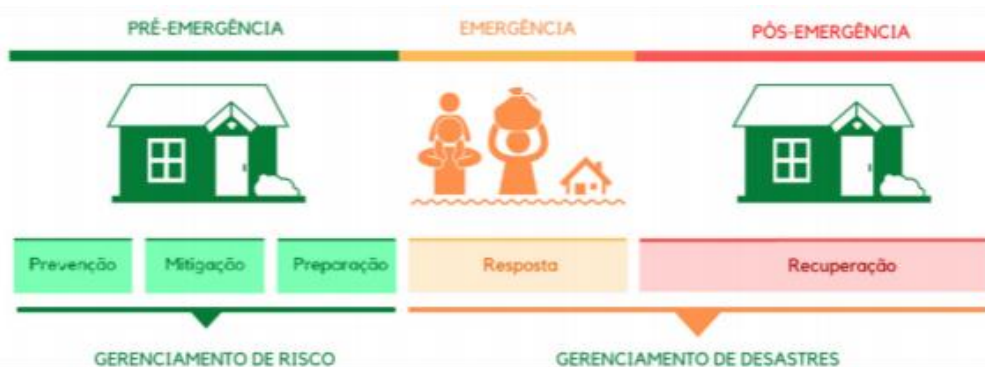 PRÉ-EMERGÊNCIA EMERGÊNCIA PÓS-EMERGÊNCIA
Prevenção Mitigação Preparação Resposta Recuperação
GERENCIAMENTO DE RISCO GERENCIAMENTO DE DESASTRES